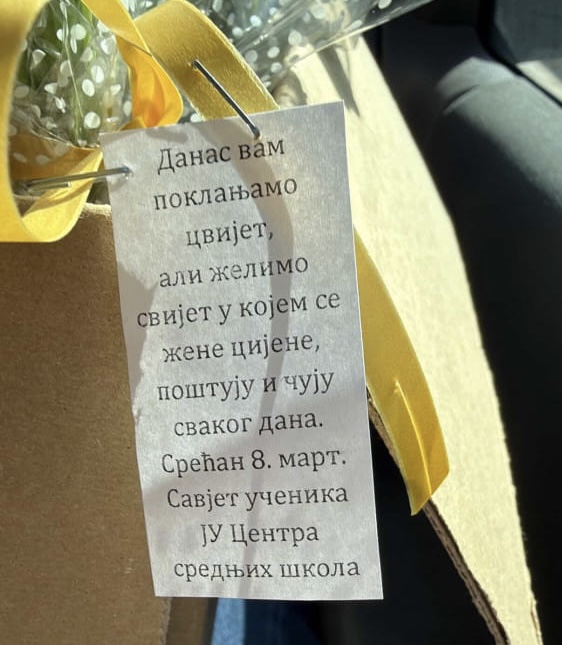 Данас вам
поклањамо
цвијет,
али желимо
свијет у којем се
жене цијене,
поштују и чују
сваког дана.
Срећан 8. март.
Савјет ученика
ЈУ Центра
средњих школа